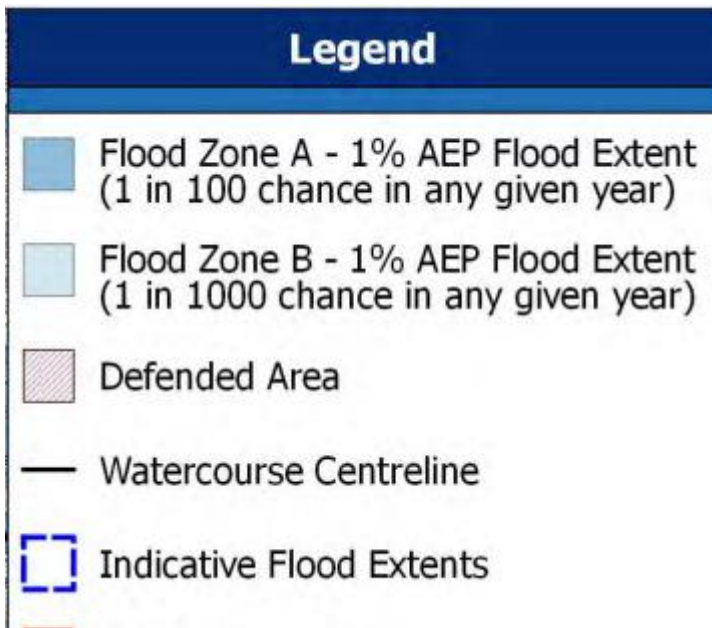 Legend
Flood Zone A - 1% AEP Flood Extent
(1 in 100 chance in any given year)
Flood Zone B - 1% AEP Flood Extent
(1 in 1000 chance in any given year)
Defended Area
Watercourse Centreline
Indicative Flood Extents